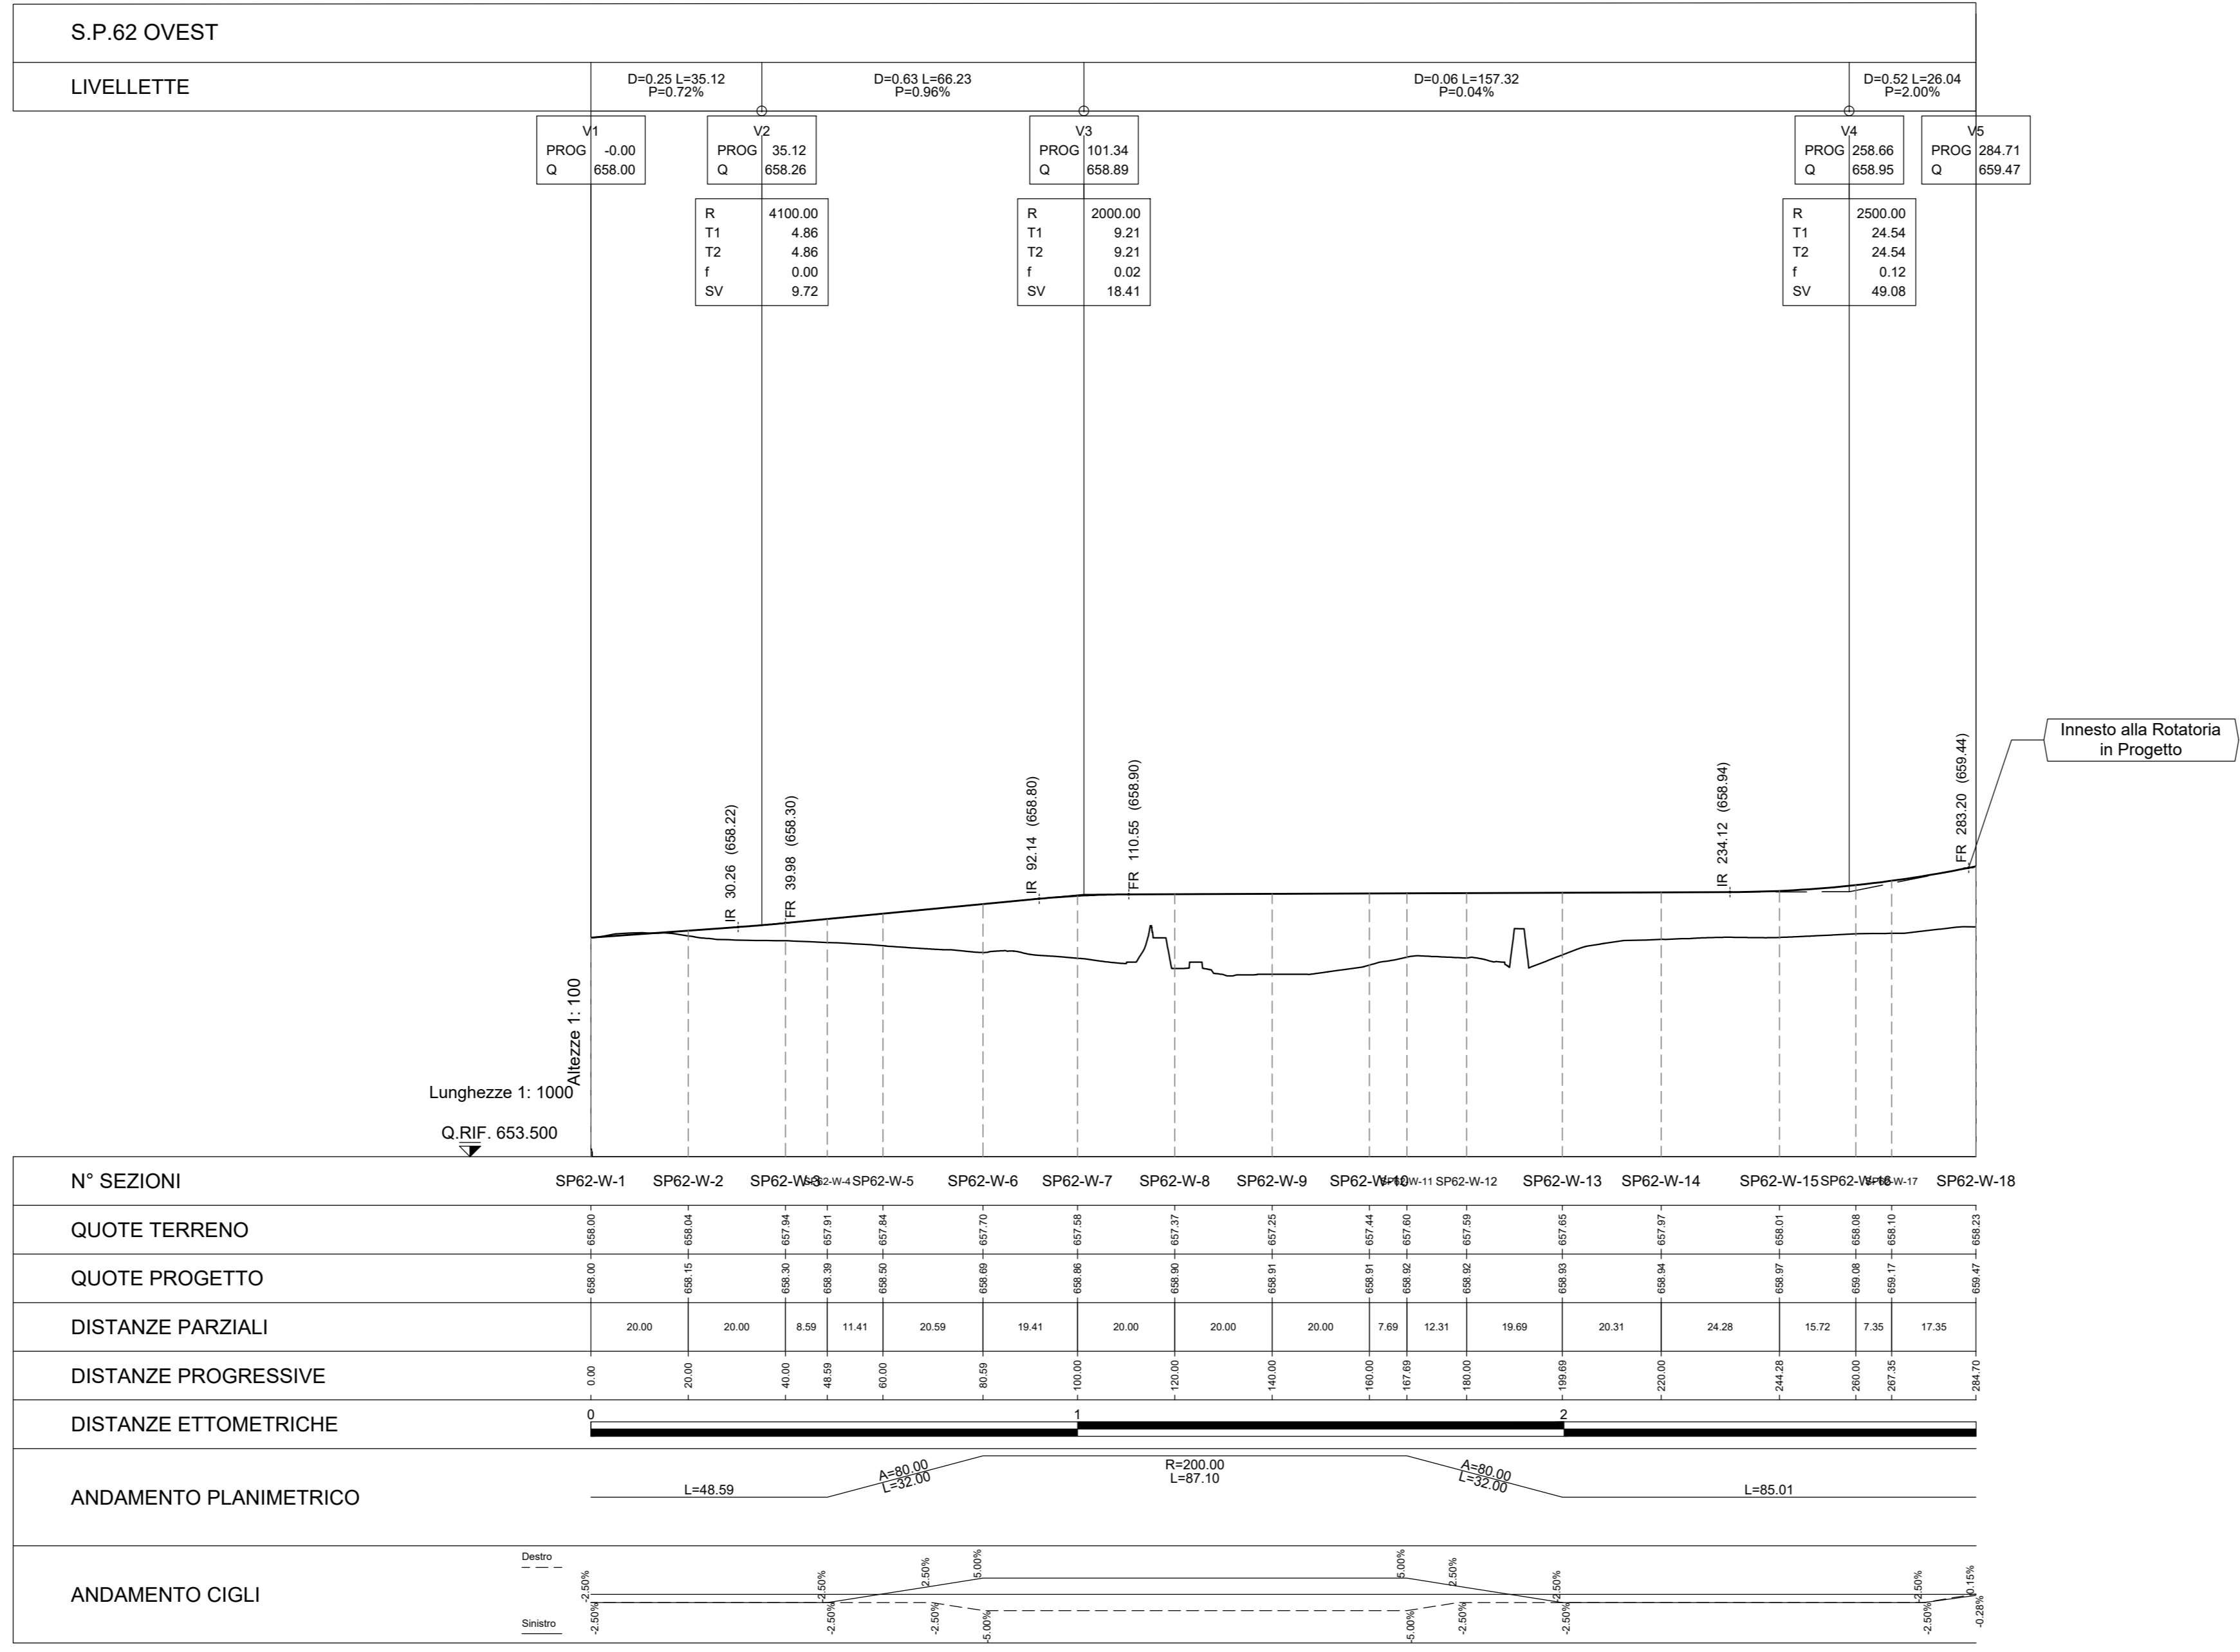 S.P.62 OVEST
LIVELLETTE
D=0.25 L=35.12
P=0.72%
D=0.63 L=66.23
P=0.96%
D=0.06 L=157.32
P=0.04%
D=0.52 L=26.04
P=2.00%
V1
PROG -0.00
Q 658.00
V2
PROG 35.12
Q 658.26
V3
PROG 101.34
Q 658.89
V4
PROG 258.66
Q 658.95
V5
PROG 284.71
Q 659.47
R 4100.00
T1 4.86
T2 4.86
f 0.00
SV 9.72
R 2000.00
T1 9.21
T2 9.21
f 0.02
SV 18.41
R 2500.00
T1 24.54
T2 24.54
f 0.12
SV 49.08
Innesto alla Rotatoria
in Progetto
IR 30.26 (658.22)
FR 39.98 (658.30)
IR 92.14 (658.80)
FR 110.55 (658.90)
IR 234.12 (658.94)
FR 283.20 (659.44)
Altezze 1: 100
Lunghezze 1: 1000
Q.RIF. 653.500
N° SEZIONI
SP62-W-1 SP62-W-2 SP62-W-3 SP62-W-4 SP62-W-5 SP62-W-6 SP62-W-7 SP62-W-8 SP62-W-9 SP62-W-10 SP62-W-11 SP62-W-12 SP62-W-13 SP62-W-14 SP62-W-15 SP62-W-16 SP62-W-17 SP62-W-18
QUOTE TERRENO
658.00 658.04 657.94 657.91 657.84 657.70 657.58 657.37 657.25 657.44 657.60 657.59 657.65 657.97 658.01 658.08 658.10 658.23
QUOTE PROGETTO
658.00 658.15 658.30 658.39 658.50 658.69 658.86 658.90 658.91 658.91 658.92 658.92 658.93 658.94 658.97 659.08 659.17 659.47
DISTANZE PARZIALI
20.00 20.00 8.59 11.41 20.59 19.41 20.00 20.00 20.00 7.69 12.31 19.69 20.31 24.28 15.72 7.35 17.35
DISTANZE PROGRESSIVE
0.00 20.00 40.00 48.59 60.00 80.59 100.00 120.00 140.00 160.00 167.69 180.00 199.69 220.00 244.28 260.00 267.35 284.70
DISTANZE ETTOMETRICHE
0 1 2
ANDAMENTO PLANIMETRICO
L=48.59
A=80.00
L=32.00
R=200.00
L=87.10
A=80.00
L=32.00
L=85.01
ANDAMENTO CIGLI
Destro
Sinistro
-2.50% -2.50% 2.50% 5.00% 5.00% 2.50% -2.50% -2.50% 0.15%
-2.50% -2.50% -2.50% -5.00% -5.00% -2.50% -2.50% -2.50% -0.28%